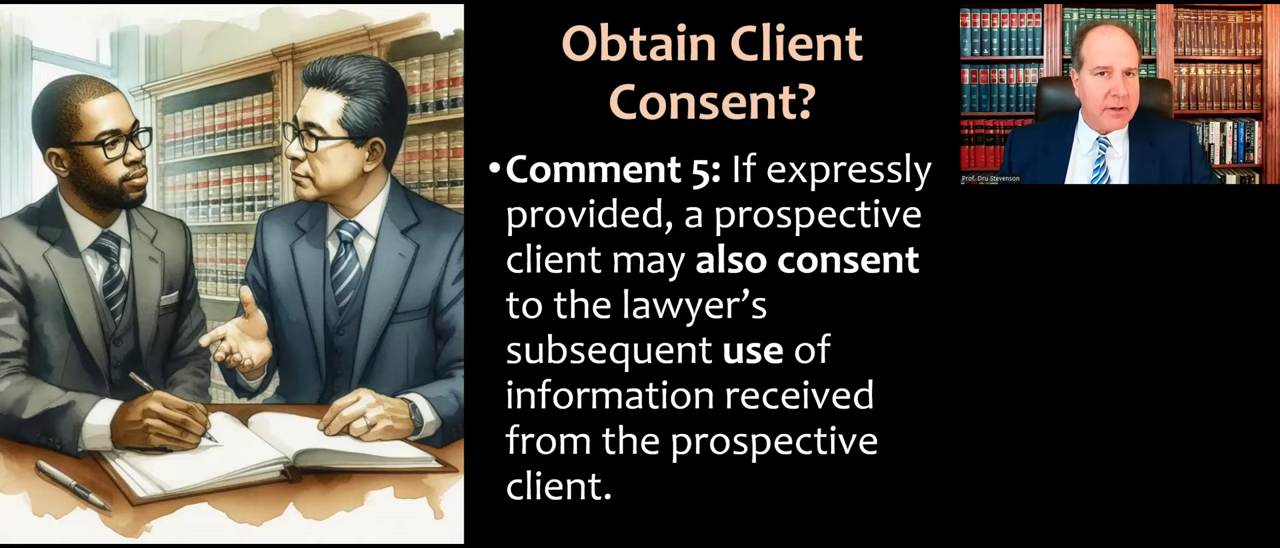 Obtain Client
Consent?
•Comment 5: If expressly
provided, a prospective
client may also consent
to the lawyer’s
subsequent use of
information received
from the prospective
client.
Prof. Dru Stevenson